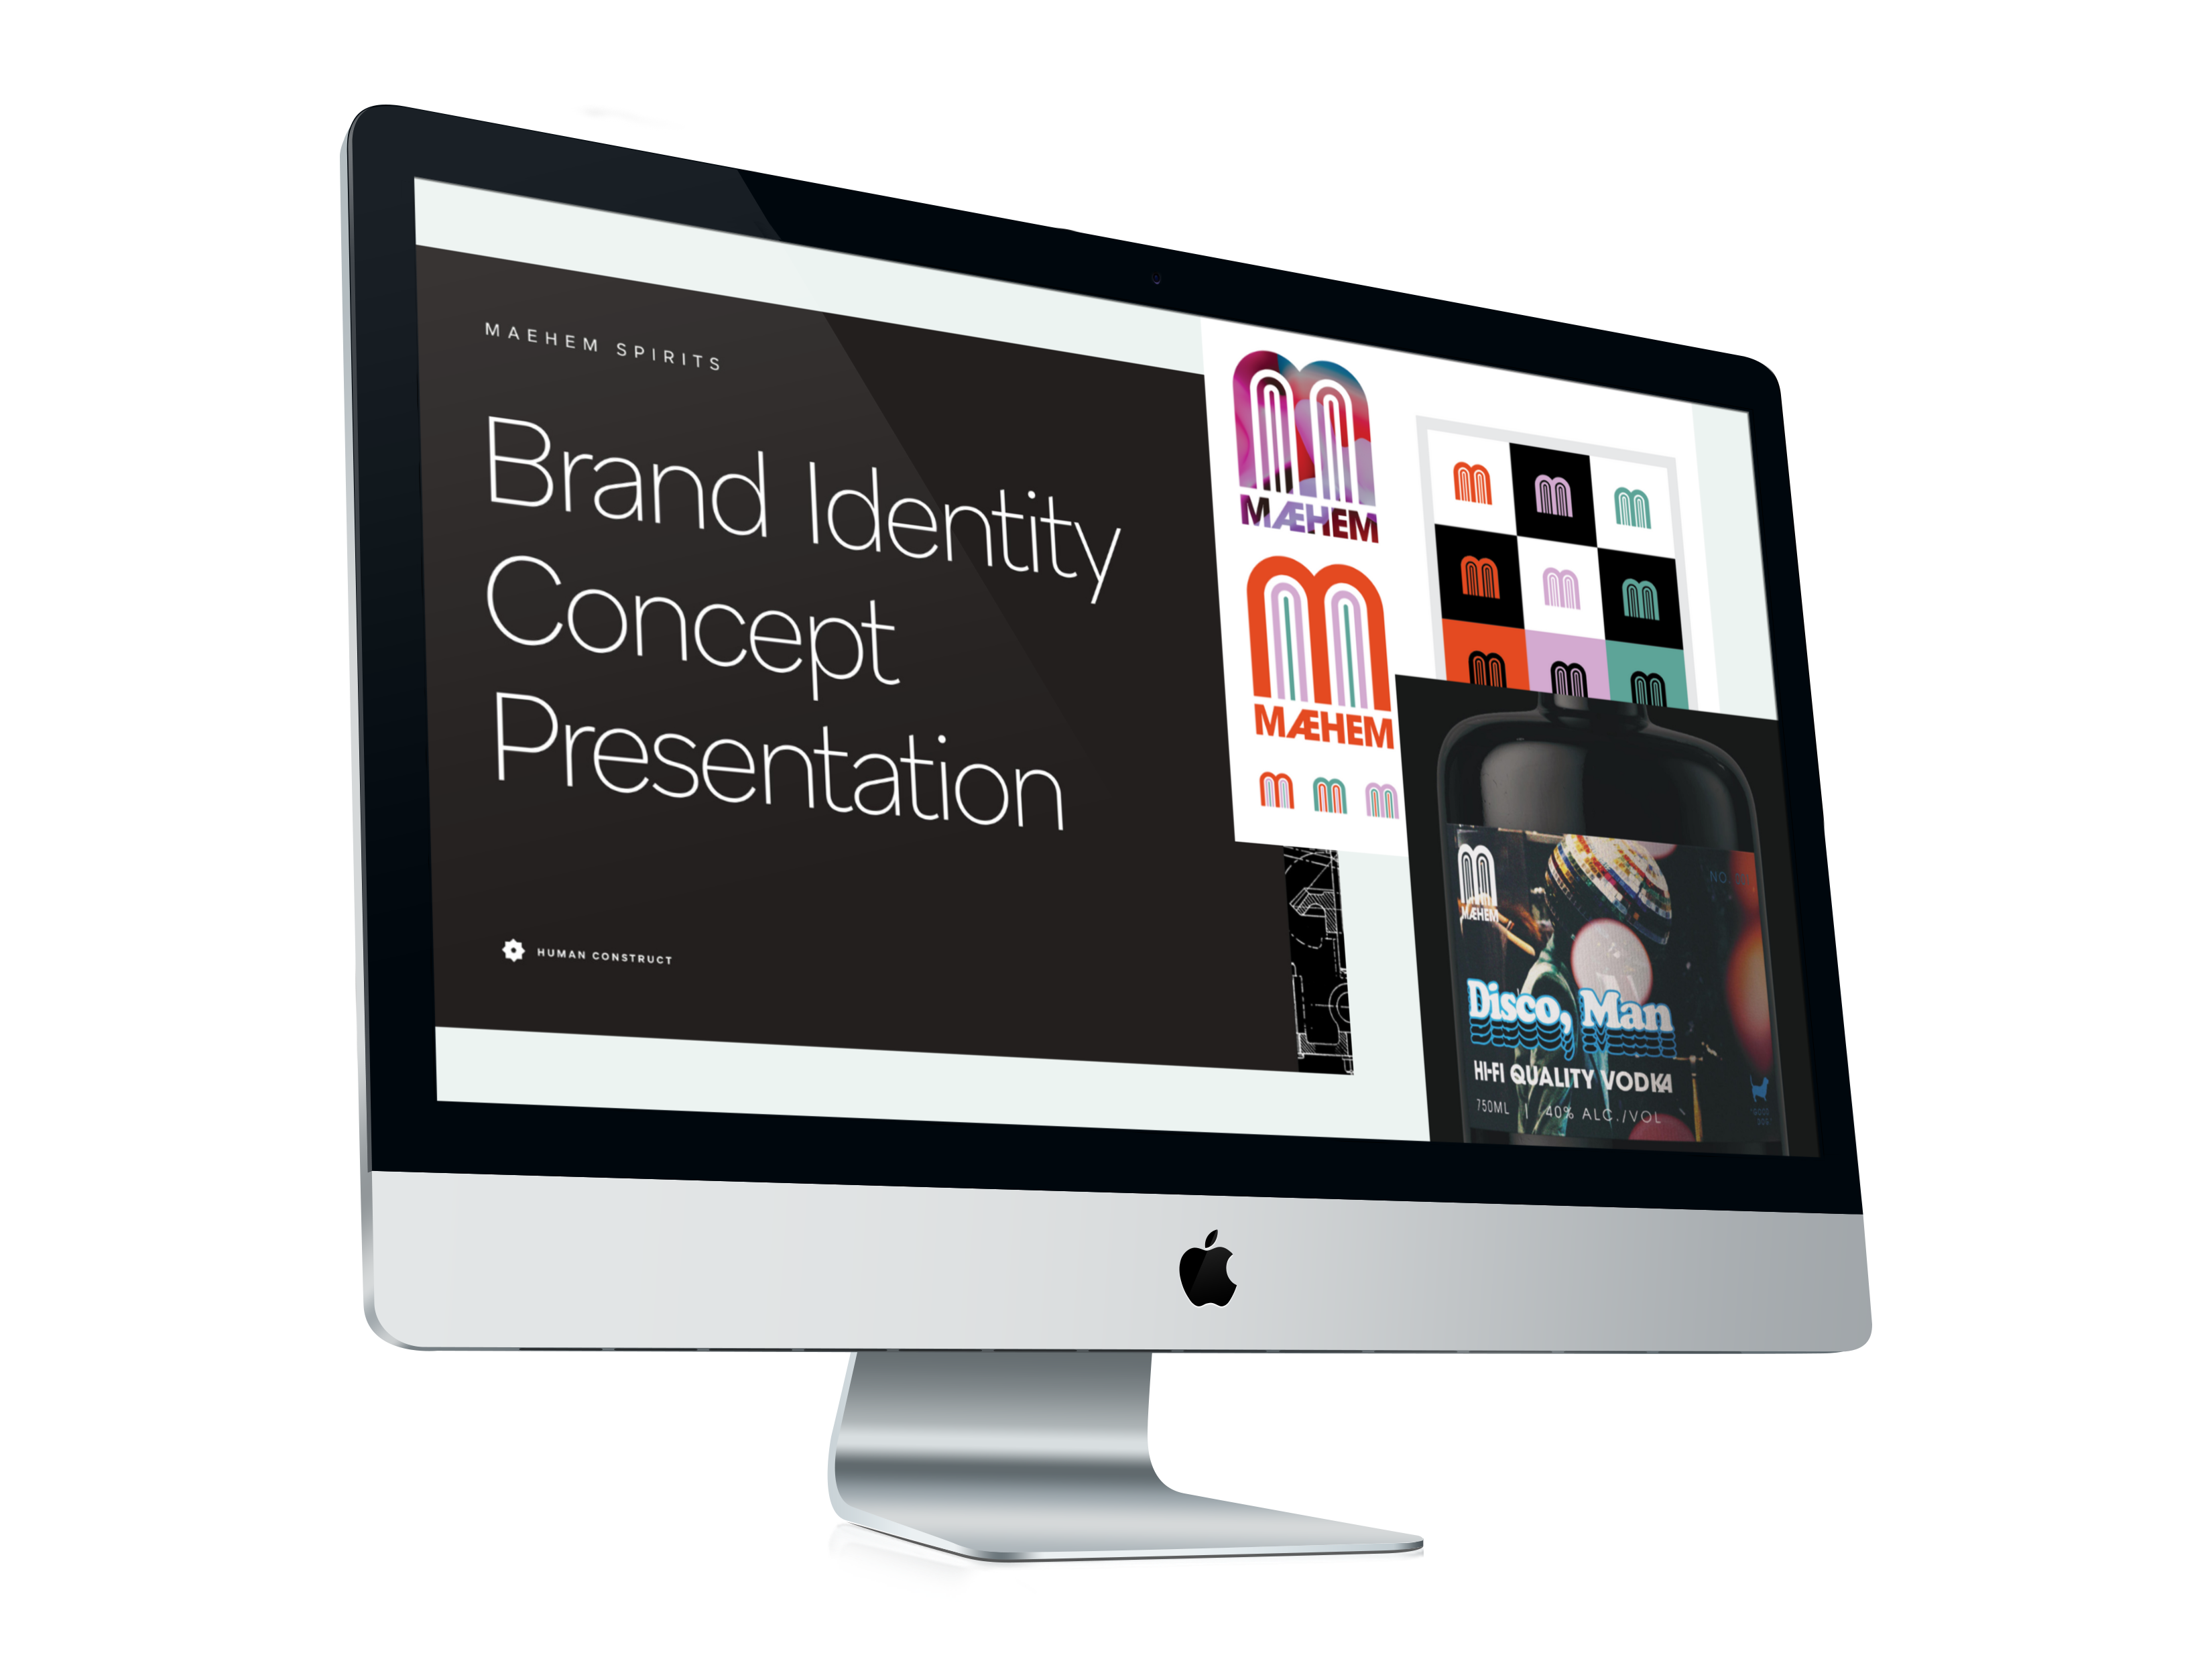 MAEHEM SPIRITS
Brand Identity
Concept
Presentation
HUMAN CONSTRUCT
MÆHEM
MÆHEM
MÆHEM
NO.
Disco, Man
HI-FI QUALITY VODKA
750ML | 40% ALC./VOL